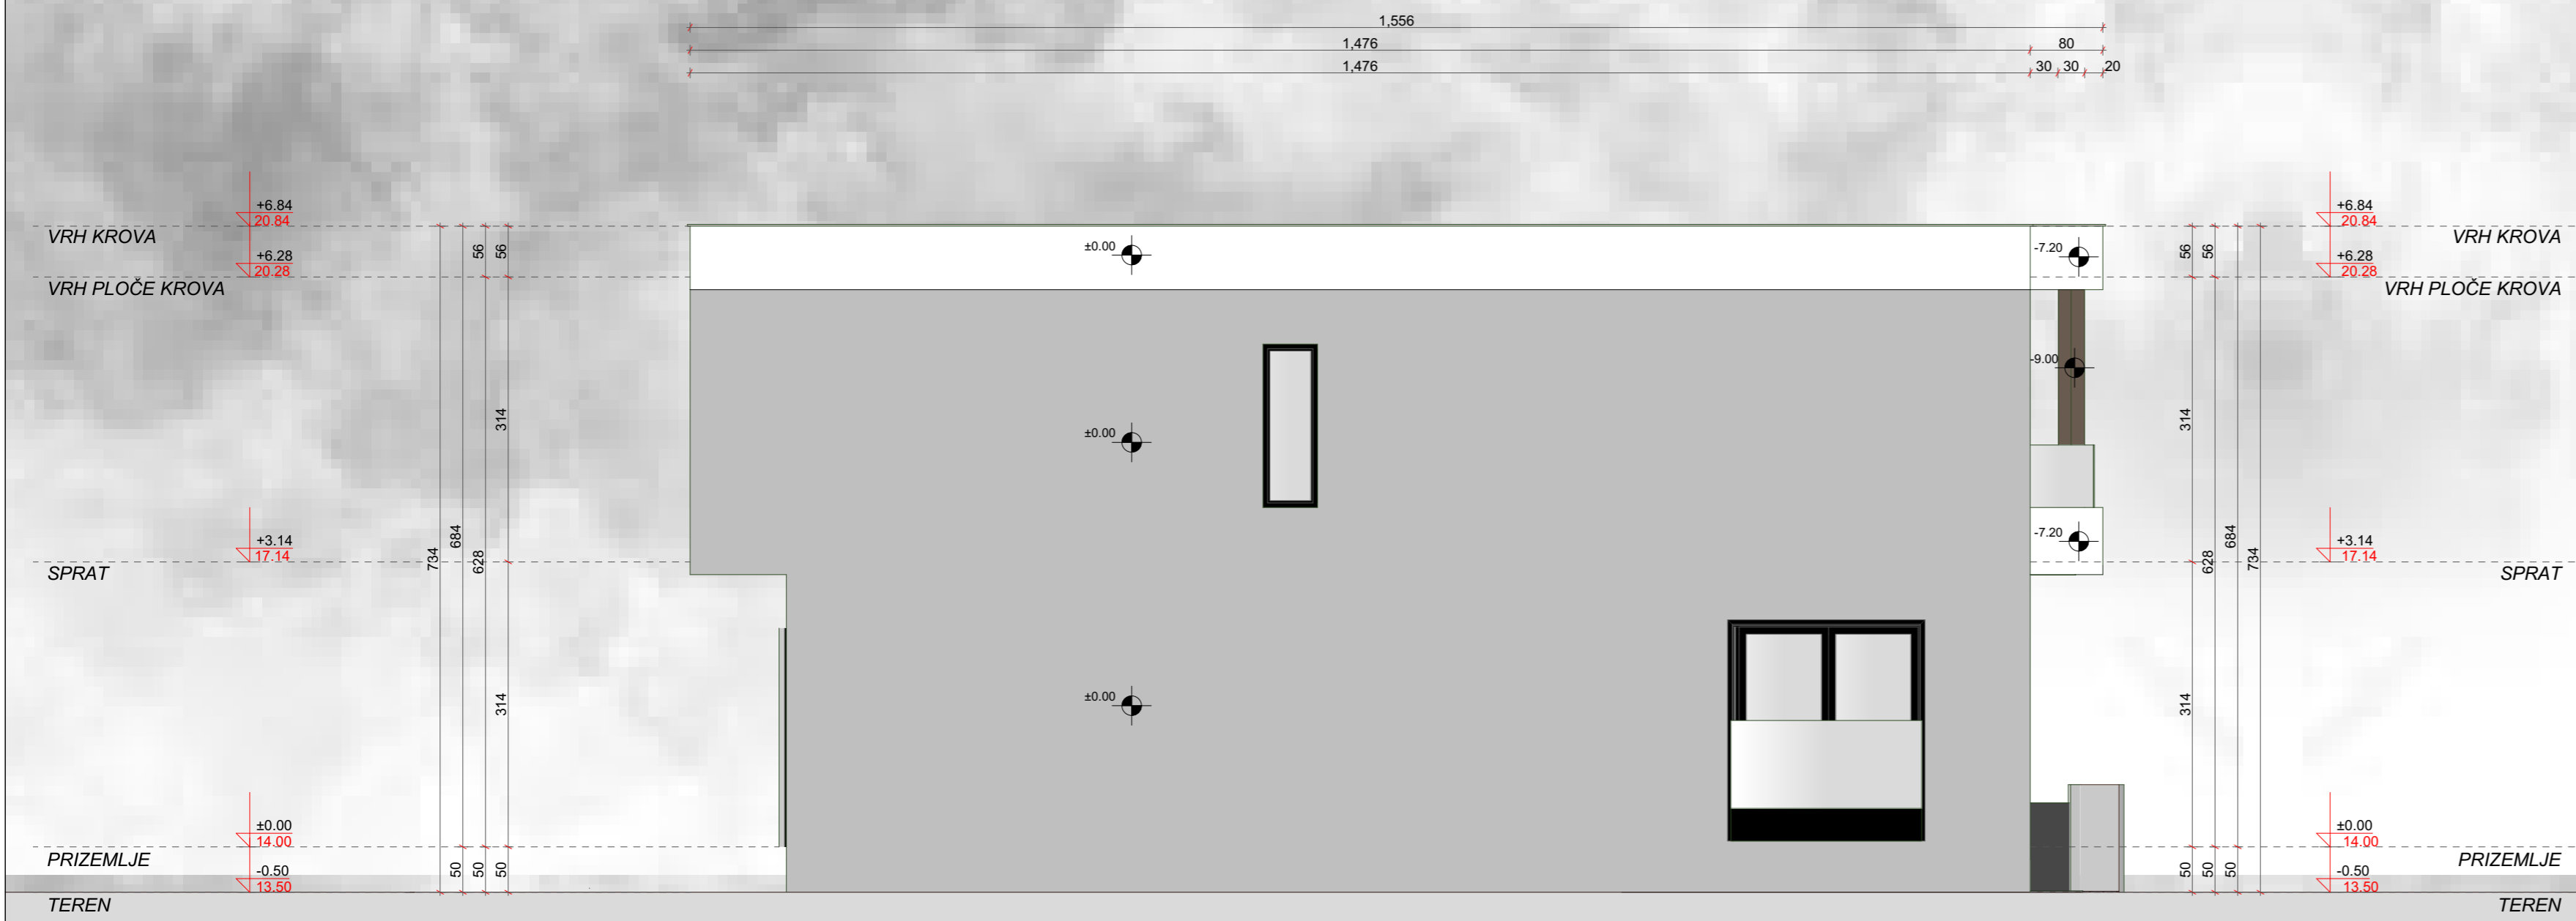 1,556
1,476 80
1,476 30 30 20
+6.84 +6.84
20.84 20.84
VRH KROVA VRH KROVA
56 56 ±0.00 -7.20 56 56
+6.28 +6.28
20.28 20.28
VRH PLOČE KROVA VRH PLOČE KROVA
-9.00
314 ±0.00 314
734 684 628 -7.20 628 684 734
+3.14 +3.14
17.14 17.14
SPRAT SPRAT
314 ±0.00 314
±0.00 ±0.00
14.00 14.00
PRIZEMLJE PRIZEMLJE
50 50 50 50 50 50
-0.50 -0.50
13.50 13.50
TEREN TEREN